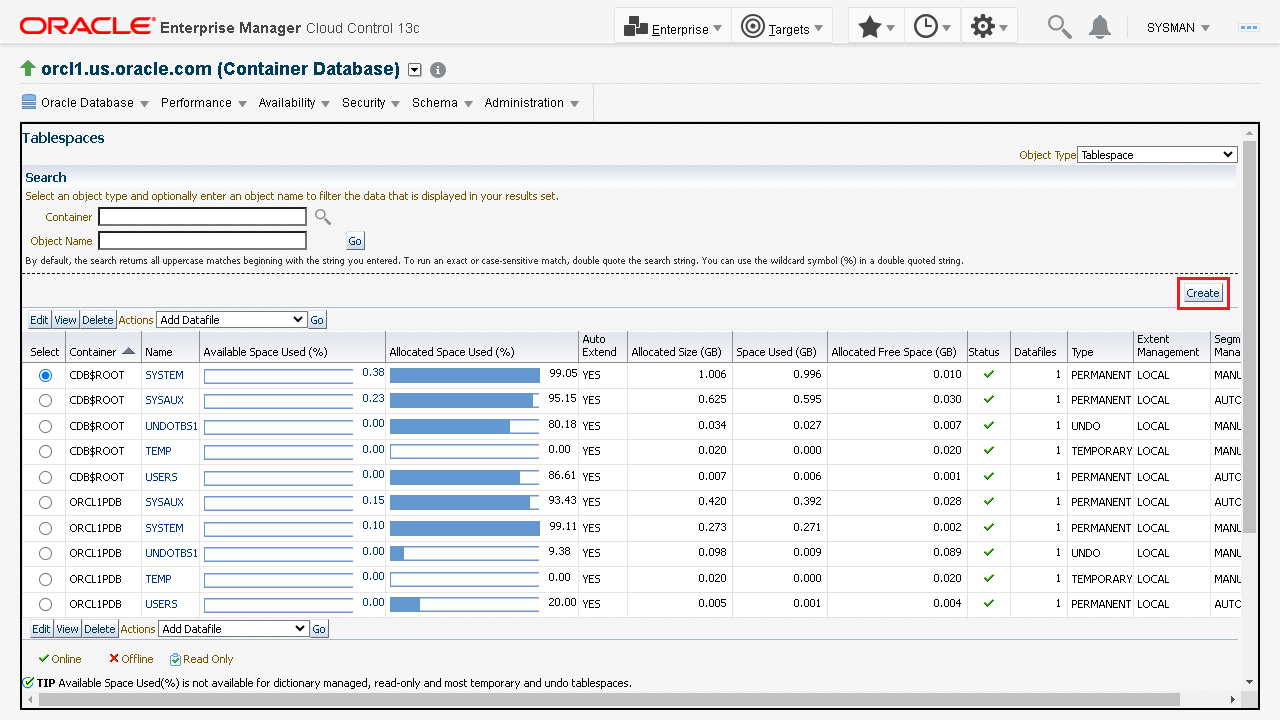 ORACLE® Enterprise Manager Cloud Control 13c Enterprise Targets SYSMAN
orcl1.us.oracle.com (Container Database)
Oracle Database Performance Availability Security Schema Administration
Tablespaces
Object Type Tablespace
Search
Select an object type and optionally enter an object name to filter the data that is displayed in your results set.
Container
Object Name Go
By default, the search returns all uppercase matches beginning with the string you entered. To run an exact or case-sensitive match, double quote the search string. You can use the wildcard symbol (%) in a double quoted string.
Create
Edit View Delete Actions Add Datafile Go
Select Container Name Available Space Used (%) Allocated Space Used (%) Auto Extend Allocated Size (GB) Space Used (GB) Allocated Free Space (GB) Status Datafiles Type Extent Management Segm Mana
CDB$ROOT SYSTEM 0.38 99.05 YES 1.006 0.996 0.010 1 PERMANENT LOCAL MANU
CDB$ROOT SYSAUX 0.23 95.15 YES 0.625 0.595 0.030 1 PERMANENT LOCAL AUTO
CDB$ROOT UNDOTBS1 0.00 80.18 YES 0.034 0.027 0.007 1 UNDO LOCAL MANU
CDB$ROOT TEMP 0.00 0.00 YES 0.020 0.000 0.020 1 TEMPORARY LOCAL MANU
CDB$ROOT USERS 0.00 86.61 YES 0.007 0.006 0.001 1 PERMANENT LOCAL AUTO
ORCL1PDB SYSAUX 0.15 93.43 YES 0.420 0.392 0.028 1 PERMANENT LOCAL AUTO
ORCL1PDB SYSTEM 0.10 99.11 YES 0.273 0.271 0.002 1 PERMANENT LOCAL MANU
ORCL1PDB UNDOTBS1 0.00 9.38 YES 0.098 0.009 0.089 1 UNDO LOCAL MANU
ORCL1PDB TEMP 0.00 0.00 YES 0.020 0.000 0.020 1 TEMPORARY LOCAL MANU
ORCL1PDB USERS 0.00 20.00 YES 0.005 0.001 0.004 1 PERMANENT LOCAL AUTO
Edit View Delete Actions Add Datafile Go
Online Offline Read Only
TIP Available Space Used(%) is not available for dictionary managed, read-only and most temporary and undo tablespaces.